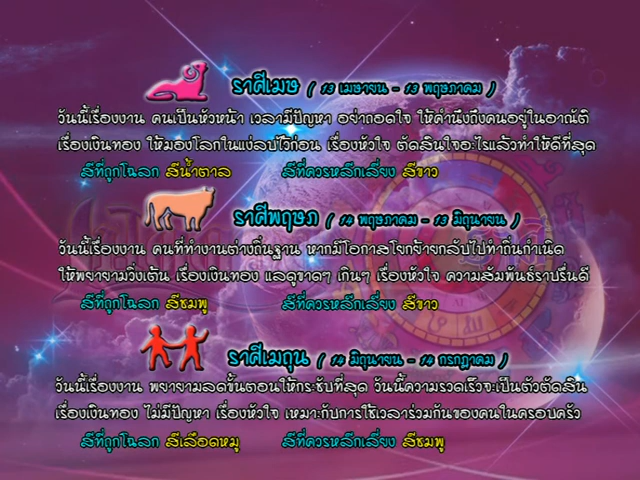 ราศีเมษ ( 13 เมษายน - 13 พฤษภาคม )
วันนี้เรื่องงาน คนเป็นหัวหน้า เวลามีปัญหา อย่าถอดใจ ให้คำนึงถึงคนอยู่ในอาณัติ
เรื่องเงินทอง ให้มองโลกในแง่ลบไว้ก่อน เรื่องหัวใจ ตัดสินใจอะไรแล้วทำให้ดีที่สุด
สีที่ถูกโฉลก สีน้ำตาล สีที่ควรหลีกเลี่ยง สีขาว
ราศีพฤษภ ( 14 พฤษภาคม - 13 มิถุนายน )
วันนี้เรื่องงาน คนที่ทำงานต่างถิ่นฐาน หากมีโอกาสโยกย้ายกลับไปทำถิ่นกำเนิด
ให้พยายามวิ่งเต้น เรื่องเงินทอง แลดูขาดๆ เกินๆ เรื่องหัวใจ ความสัมพันธ์ราบรื่นดี
สีที่ถูกโฉลก สีชมพู สีที่ควรหลีกเลี่ยง สีขาว
ราศีเมถุน ( 14 มิถุนายน - 14 กรกฎาคม )
วันนี้เรื่องงาน พยายามลดขั้นตอนให้กระชับที่สุด วันนี้ความรวดเร็วจะเป็นตัวตัดสิน
เรื่องเงินทอง ไม่มีปัญหา เรื่องหัวใจ เหมาะกับการใช้เวลาร่วมกันของคนในครอบครัว
สีที่ถูกโฉลก สีเลือดหมู สีที่ควรหลีกเลี่ยง สีชมพู